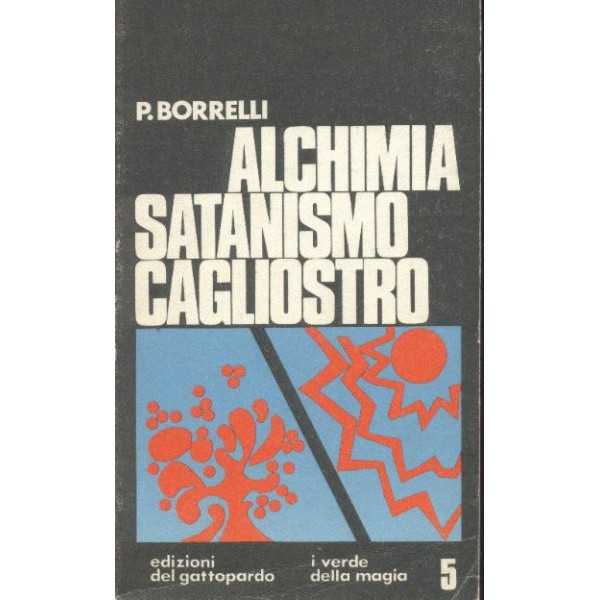 P. BORRELLI
ALCHIMIA
SATANISMO
CAGLIOSTRO
edizioni
del gattopardo
i verde
della magia
5